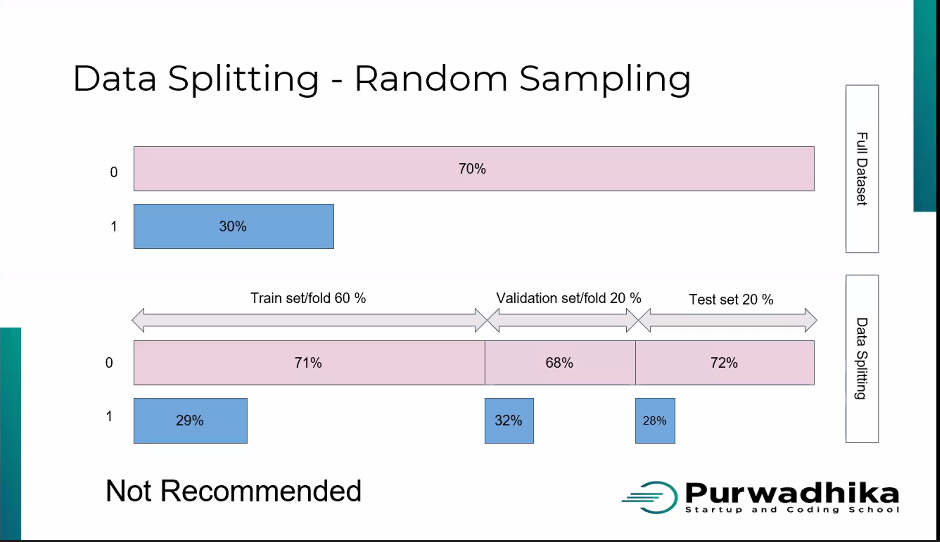 Data Splitting - Random Sampling
Full Dataset
0
70%
1
30%
Data Splitting
Train set/fold 60 %
Validation set/fold 20 %
Test set 20 %
0
71%
68%
72%
1
29%
32%
28%
Not Recommended
Purwadhika
Startup and Coding School